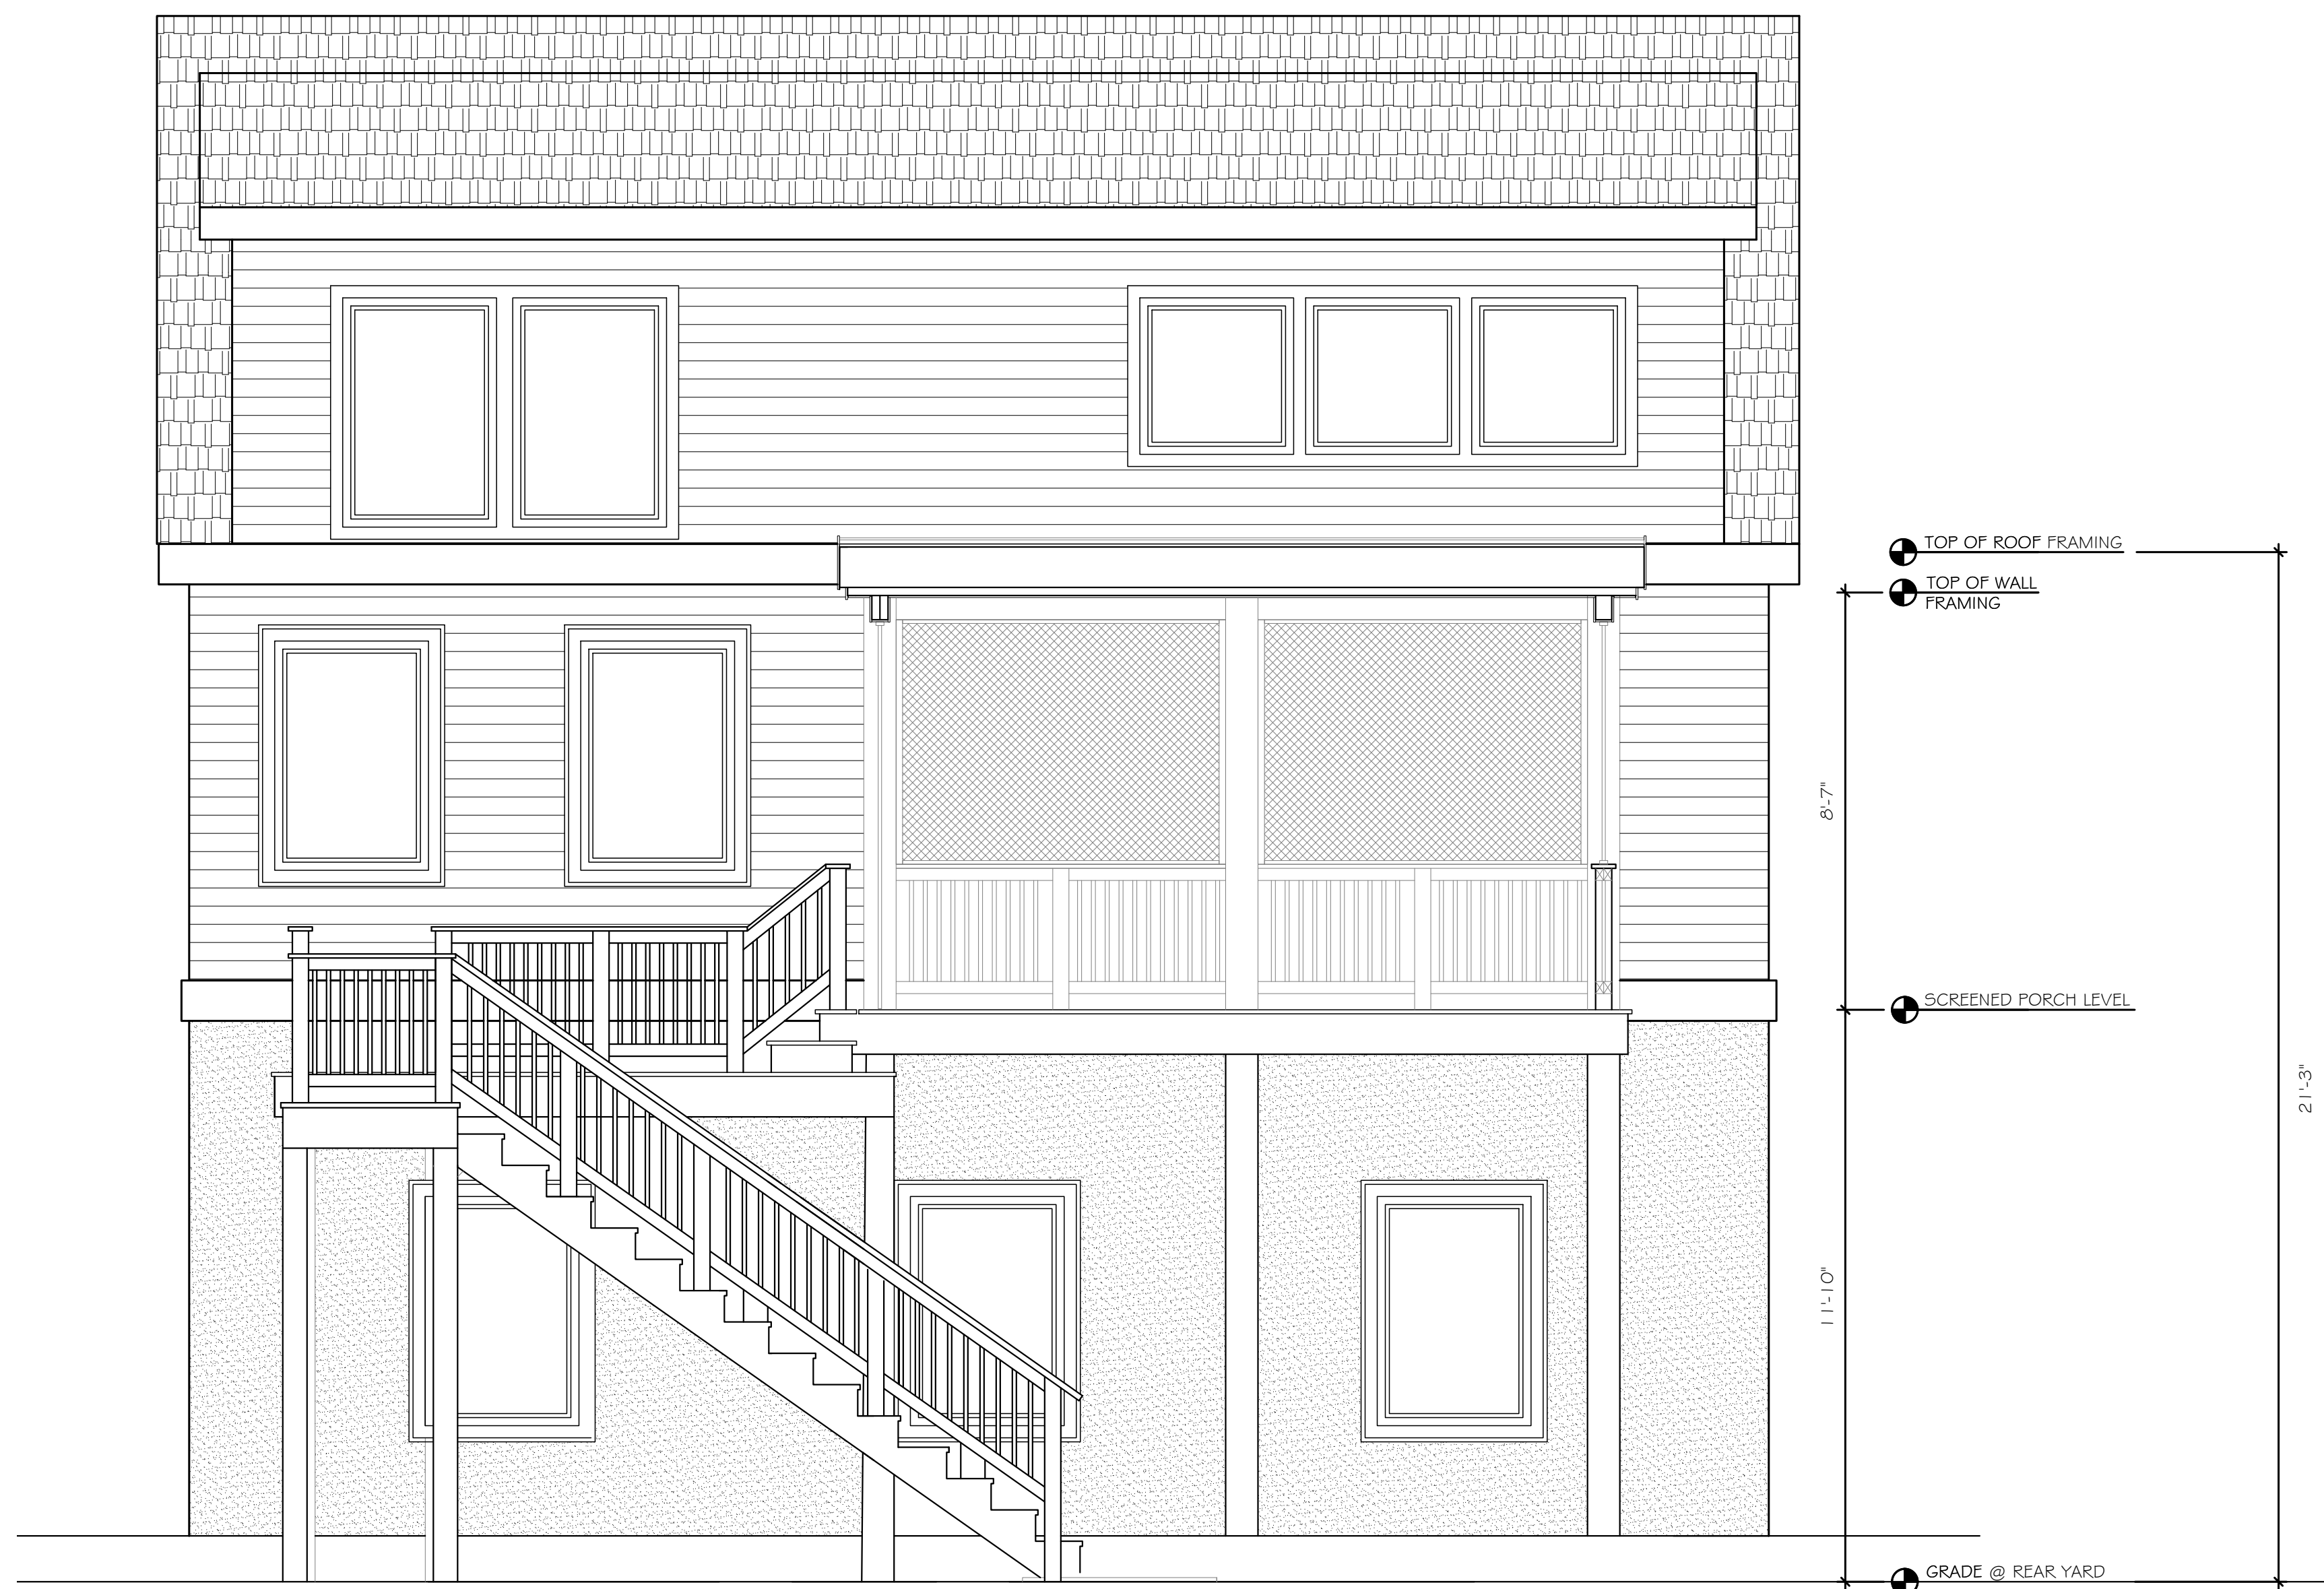 TOP OF ROOF FRAMING
TOP OF WALL
FRAMING
8'-7"
SCREENED PORCH LEVEL
21'-3"
11'-10"
GRADE @ REAR YARD